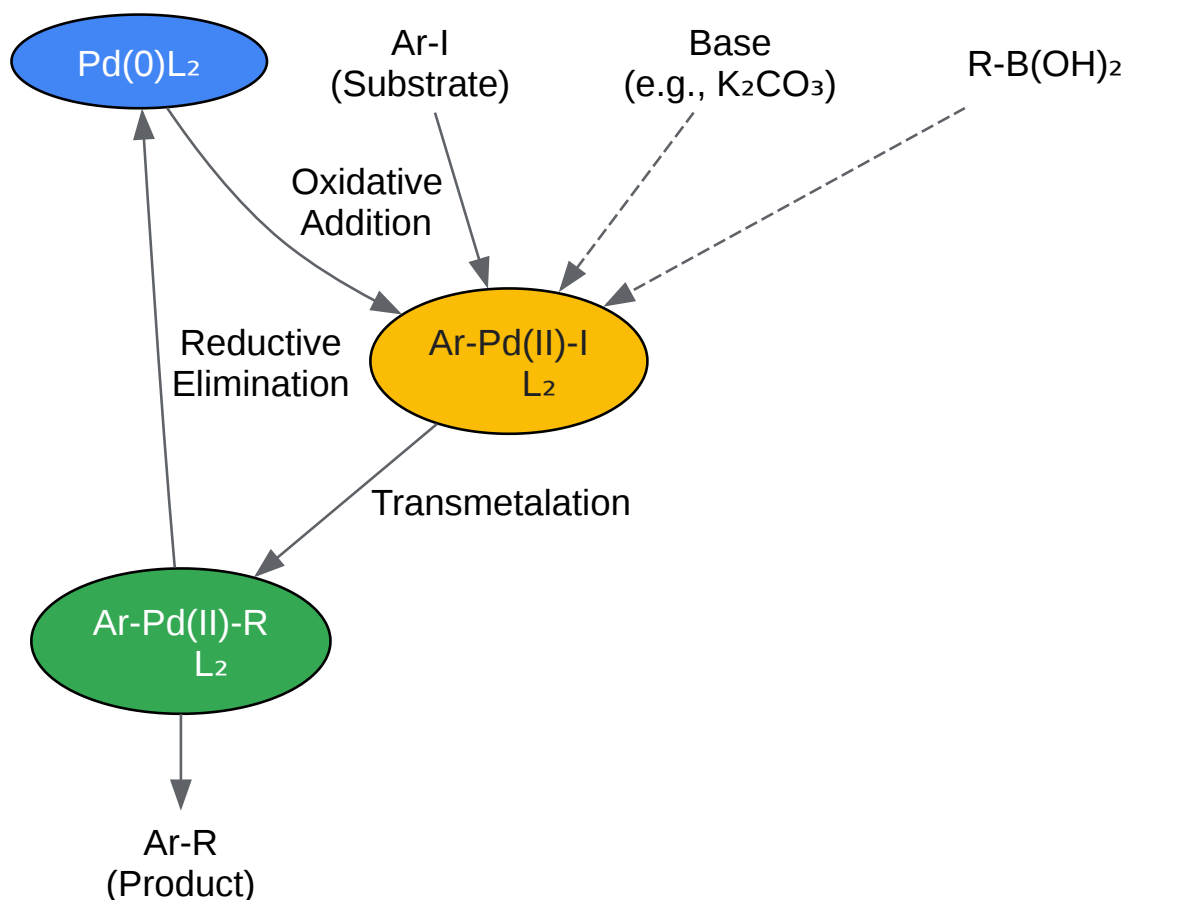 Pd(0)L₂
Ar-I
(Substrate)
Base
(e.g., K₂CO₃)
R-B(OH)₂
Oxidative
Addition
Reductive
Elimination
Ar-Pd(II)-I
L₂
Transmetalation
Ar-Pd(II)-R
L₂
Ar-R
(Product)